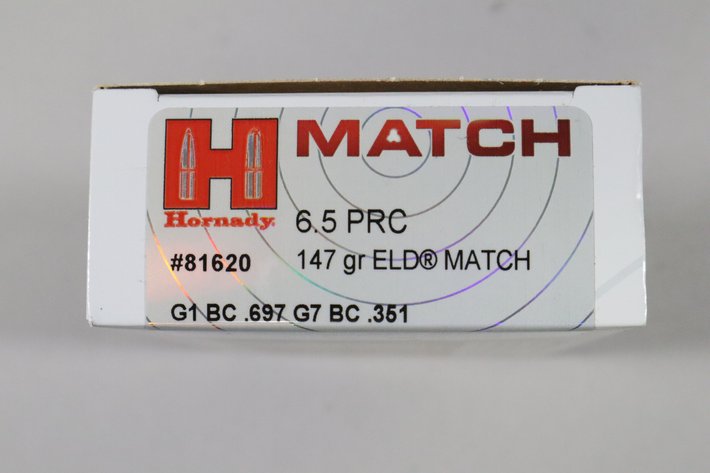 H MATCH
Hornady
6.5 PRC
#81620 147 gr ELD® MATCH
G1 BC .697 G7 BC .351